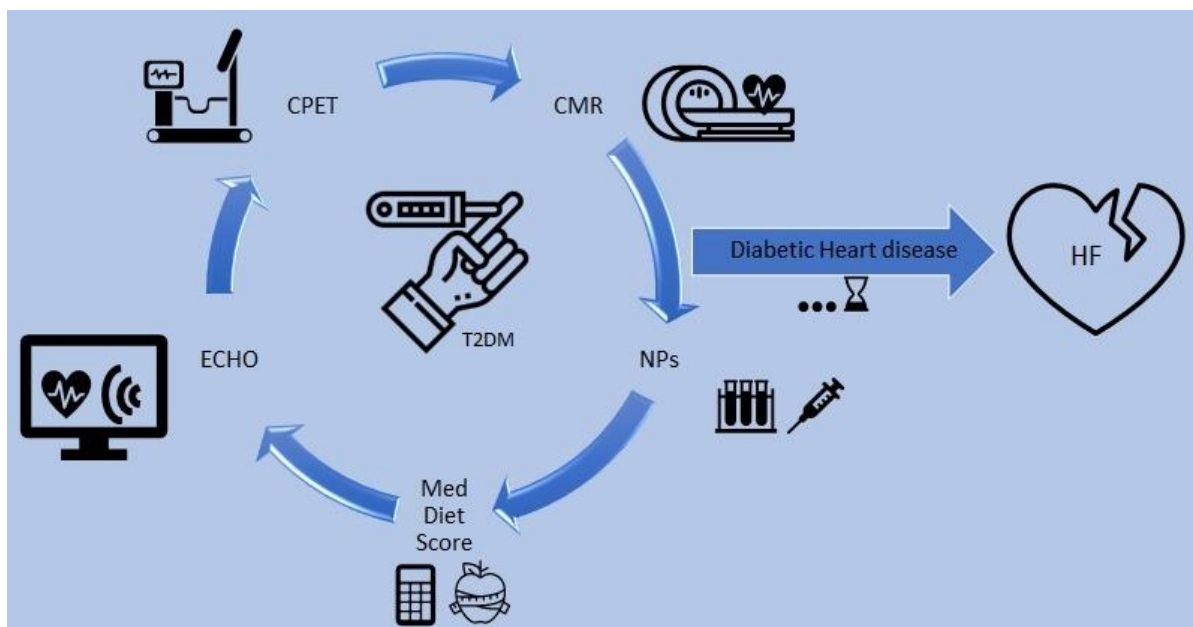 CPET
CMR
Diabetic Heart disease
HF
T2DM
ECHO
NPs
Med
Diet
Score